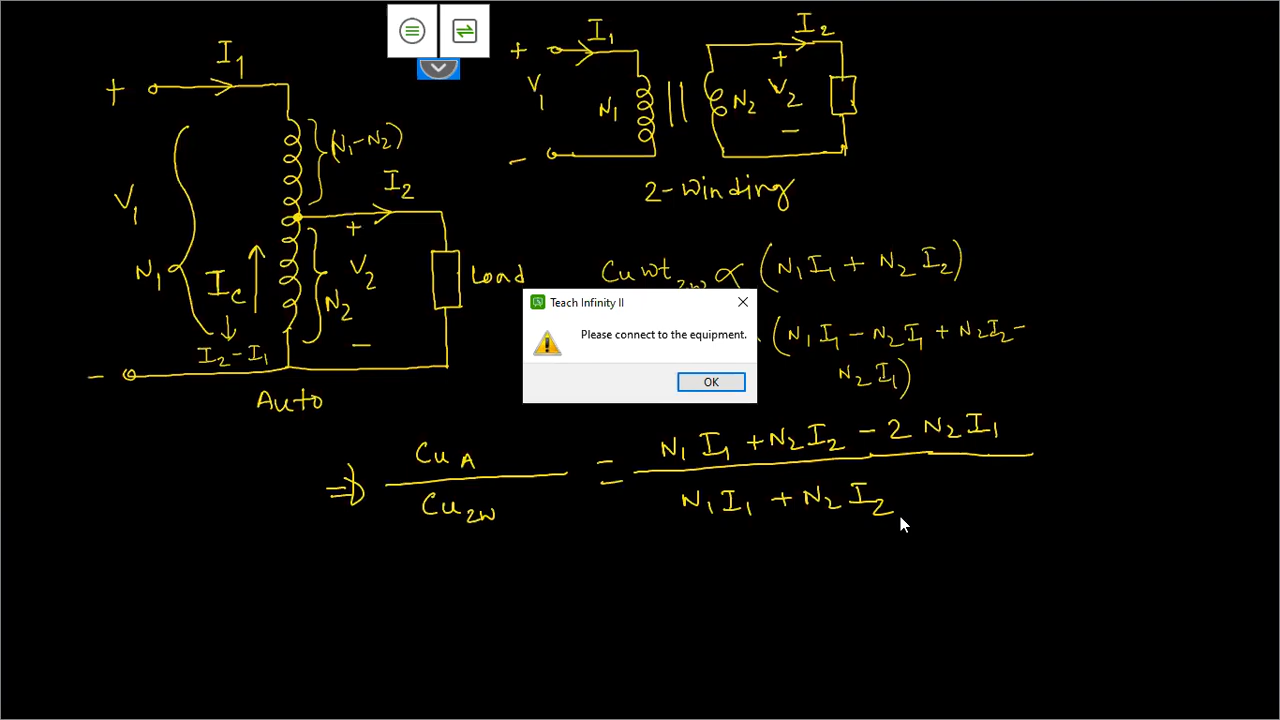 I1
+
(N1-N2)
I2
V1
N1
IC
+
V2
N2
-
Load
I2-I1
-
Auto
+
I1
V1
N1
-
I2
+
N2
V2
-
2-winding
Cu wt2w ∝ (N1I1 + N2I2)
(N1I1 - N2I1 + N2I2 -
N2I1)
Teach Infinity II
Please connect to the equipment.
OK
⇒ CuA / Cu2w = N1I1 + N2I2 - 2 N2I1 / N1I1 + N2I2